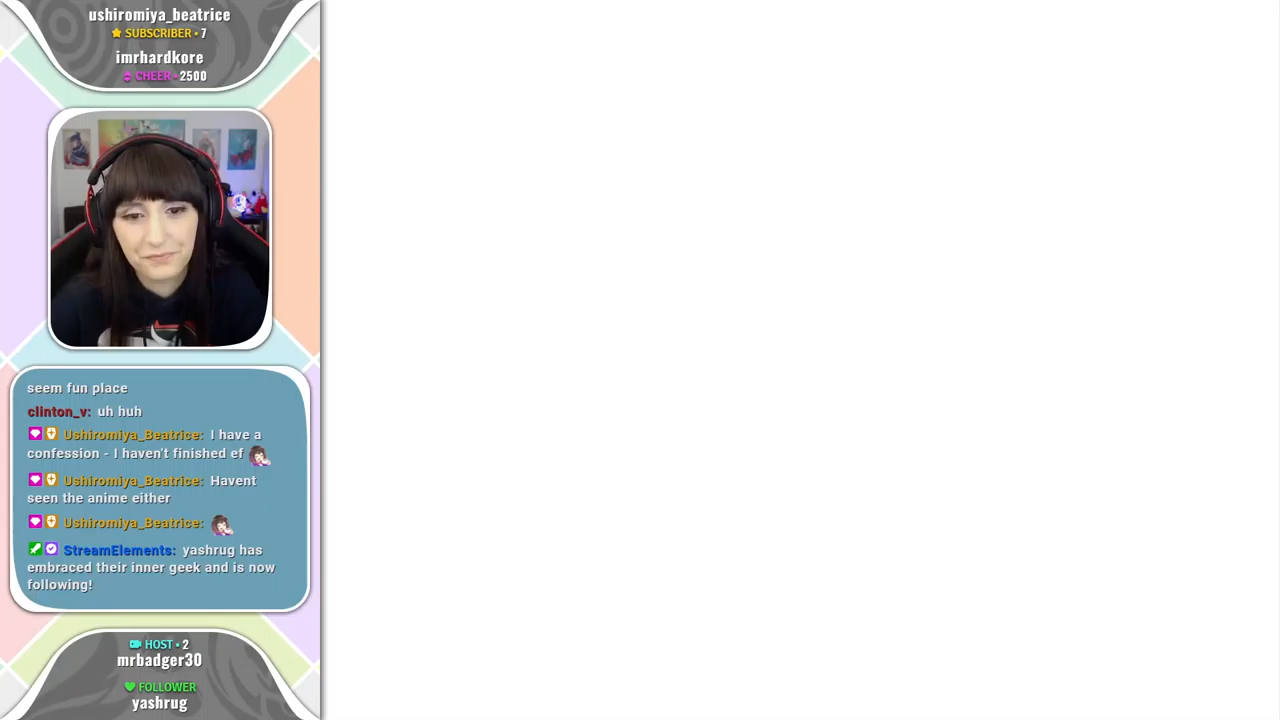 ushiromiya_beatrice
SUBSCRIBER • 7
imrhardkore
CHEER • 2500
seem fun place
clinton_v: uh huh
Ushiromiya_Beatrice: I have a
confession - I haven't finished ef
Ushiromiya_Beatrice: Havent
seen the anime either
Ushiromiya_Beatrice:
StreamElements: yashrug has
embraced their inner geek and is now
following!
HOST • 2
mrbadger30
FOLLOWER
yashrug